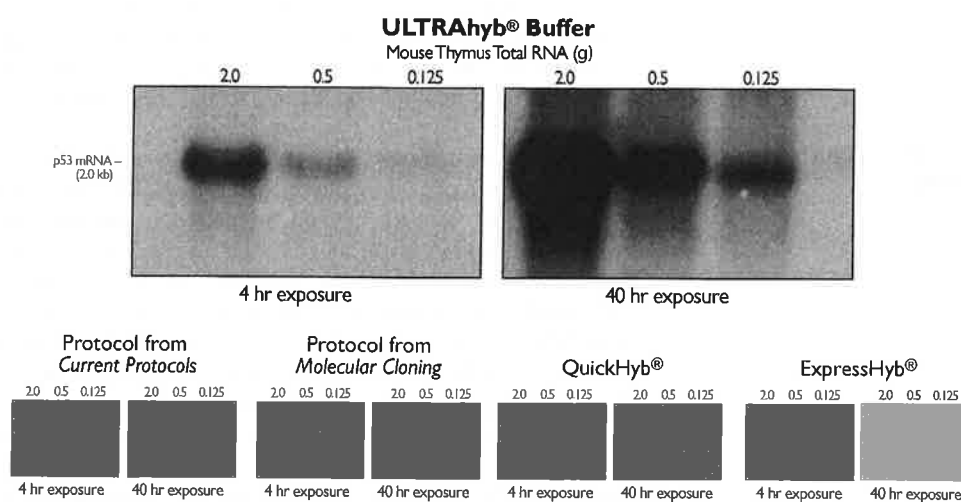 ULTRAhyb® Buffer
Mouse Thymus Total RNA (g)
2.0 0.5 0.125
2.0 0.5 0.125
p53 mRNA –
(2.0 kb)
4 hr exposure
40 hr exposure
Protocol from
Current Protocols
2.0 0.5 0.125
2.0 0.5 0.125
4 hr exposure
40 hr exposure
Protocol from
Molecular Cloning
2.0 0.5 0.125
2.0 0.5 0.125
4 hr exposure
40 hr exposure
QuickHyb®
2.0 0.5 0.125
2.0 0.5 0.125
4 hr exposure
40 hr exposure
ExpressHyb®
2.0 0.5 0.125
2.0 0.5 0.125
4 hr exposure
40 hr exposure